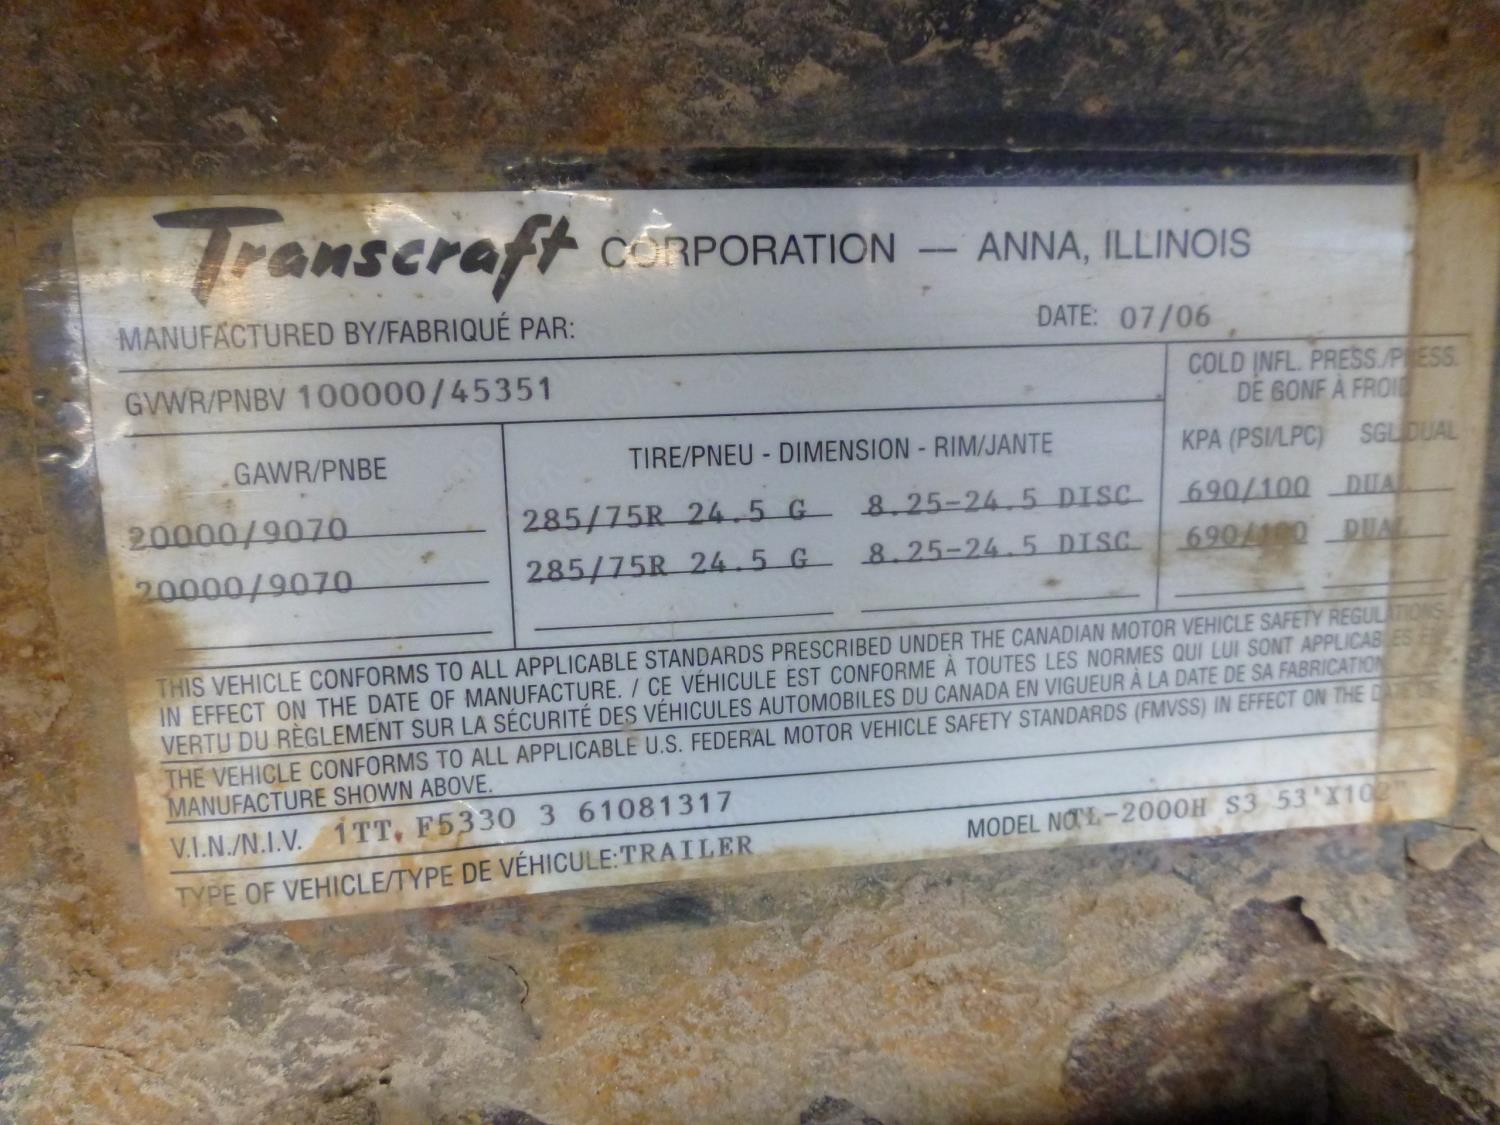 Transcraft CORPORATION — ANNA, ILLINOIS
MANUFACTURED BY/FABRIQUÉ PAR: DATE: 07/06
GVWR/PNBV 100000/45351 COLD INFL. PRESS./PRESS.
DE GONF À FROID
GAWR/PNBE TIRE/PNEU - DIMENSION - RIM/JANTE KPA (PSI/LPC) SGL DUAL
20000/9070 285/75R 24.5 G 8.25-24.5 DISC 690/100 DUAL
20000/9070 285/75R 24.5 G 8.25-24.5 DISC 690/100 DUAL
THIS VEHICLE CONFORMS TO ALL APPLICABLE STANDARDS PRESCRIBED UNDER THE CANADIAN MOTOR VEHICLE SAFETY REGULATIONS
IN EFFECT ON THE DATE OF MANUFACTURE. / CE VÉHICULE EST CONFORME À TOUTES LES NORMES QUI LUI SONT APPLICABLES EN
VERTU DU RÈGLEMENT SUR LA SÉCURITÉ DES VÉHICULES AUTOMOBILES DU CANADA EN VIGUEUR À LA DATE DE SA FABRICATION
THE VEHICLE CONFORMS TO ALL APPLICABLE U.S. FEDERAL MOTOR VEHICLE SAFETY STANDARDS (FMVSS) IN EFFECT ON THE DATE OF
MANUFACTURE SHOWN ABOVE.
V.I.N./N.I.V. 1TT. F5330 3 61081317 MODEL NO. TL-2000H S3 53'X102"
TYPE OF VEHICLE/TYPE DE VÉHICULE: TRAILER